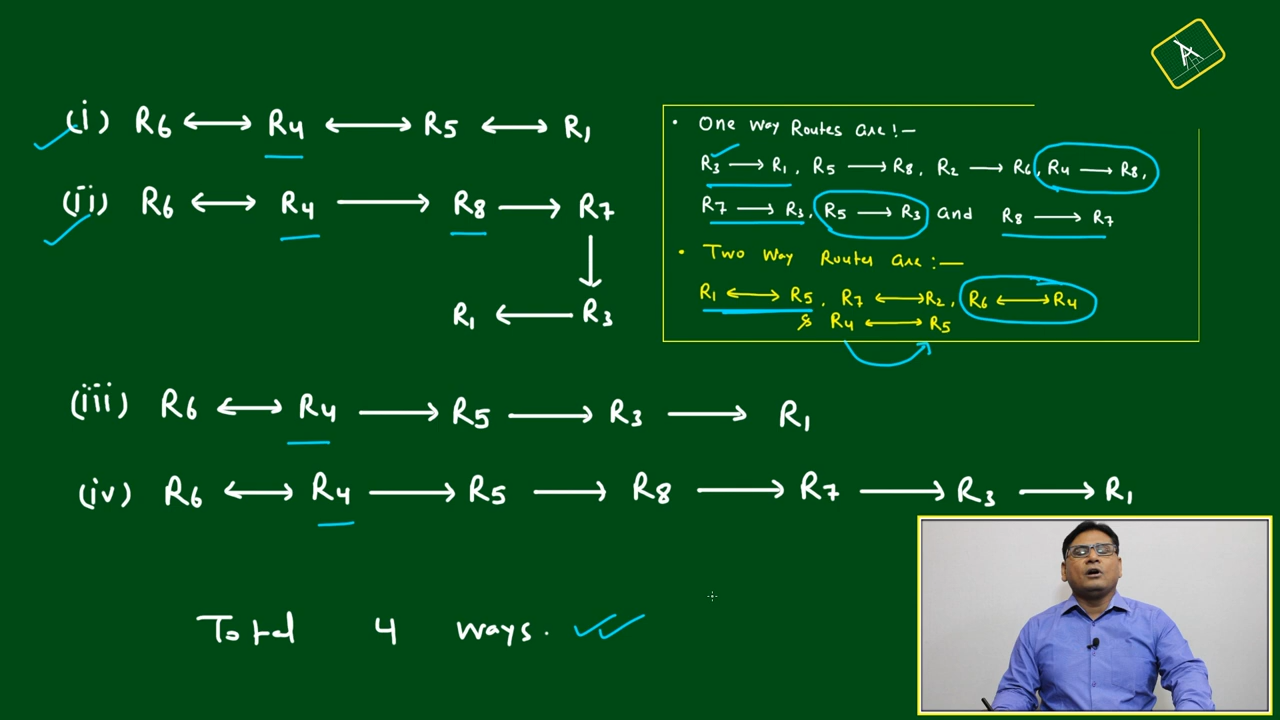 A
(i) R6 ⟷ R4 ⟷ R5 ⟷ R1
(ii) R6 ⟷ R4 ⟶ R8 ⟶ R7
R1 ⟵ R3
• One Way Routes are:—
R3 ⟶ R1, R5 ⟶ R8, R2 ⟶ R6, R4 ⟶ R8,
R7 ⟶ R3, R5 ⟶ R3 and R8 ⟶ R7
• Two Way Routes are:—
R1 ⟷ R5, R7 ⟷ R2, R6 ⟷ R4
& R4 ⟷ R5
(iii) R6 ⟷ R4 ⟶ R5 ⟶ R3 ⟶ R1
(iv) R6 ⟷ R4 ⟶ R5 ⟶ R8 ⟶ R7 ⟶ R3 ⟶ R1
Total 4 ways.